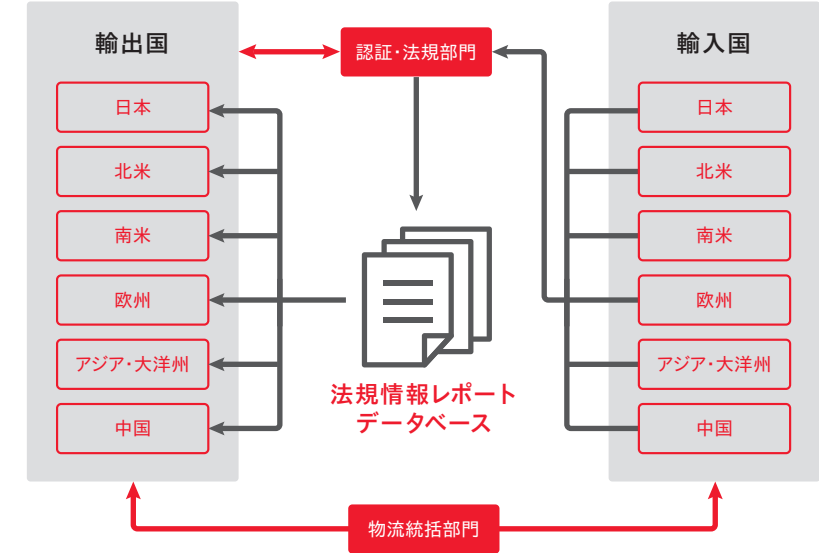 輸出国
日本
北米
南米
欧州
アジア・大洋州
中国
認証・法規部門
法規情報レポート
データベース
輸入国
日本
北米
南米
欧州
アジア・大洋州
中国
物流統括部門